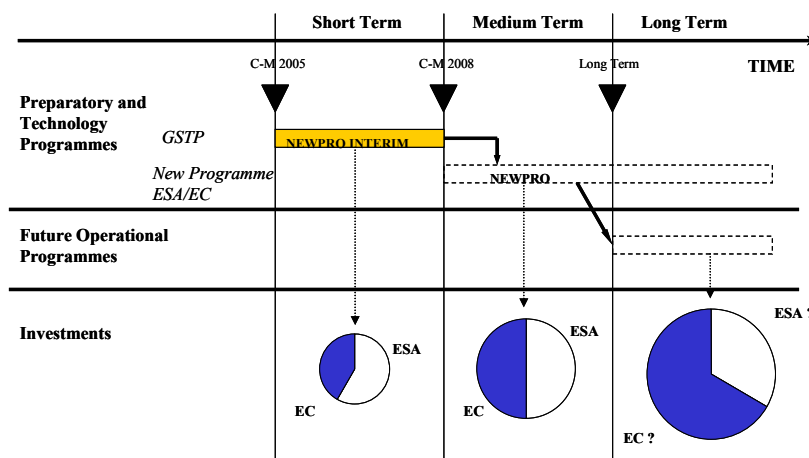 Short Term
Medium Term
Long Term
C-M 2005
C-M 2008
Long Term
TIME
Preparatory and
Technology
Programmes
GSTP
NEWPRO INTERIM
New Programme
ESA/EC
NEWPRO
Future Operational
Programmes
Investments
ESA
EC
ESA
EC
ESA ?
EC ?